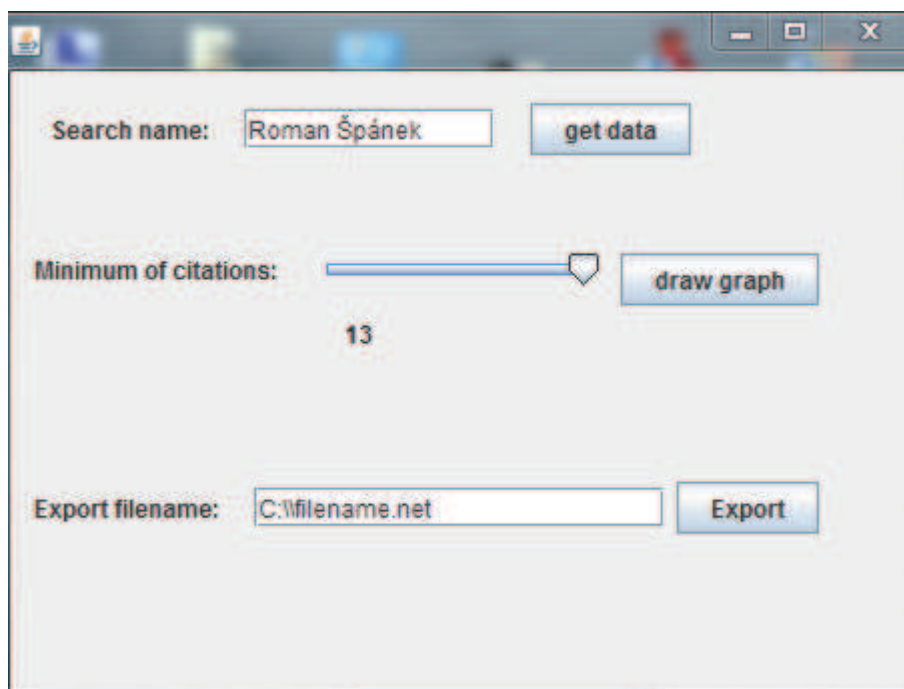 Search name: Roman Špánek get data
Minimum of citations: draw graph
13
Export filename: C:\\filename.net Export